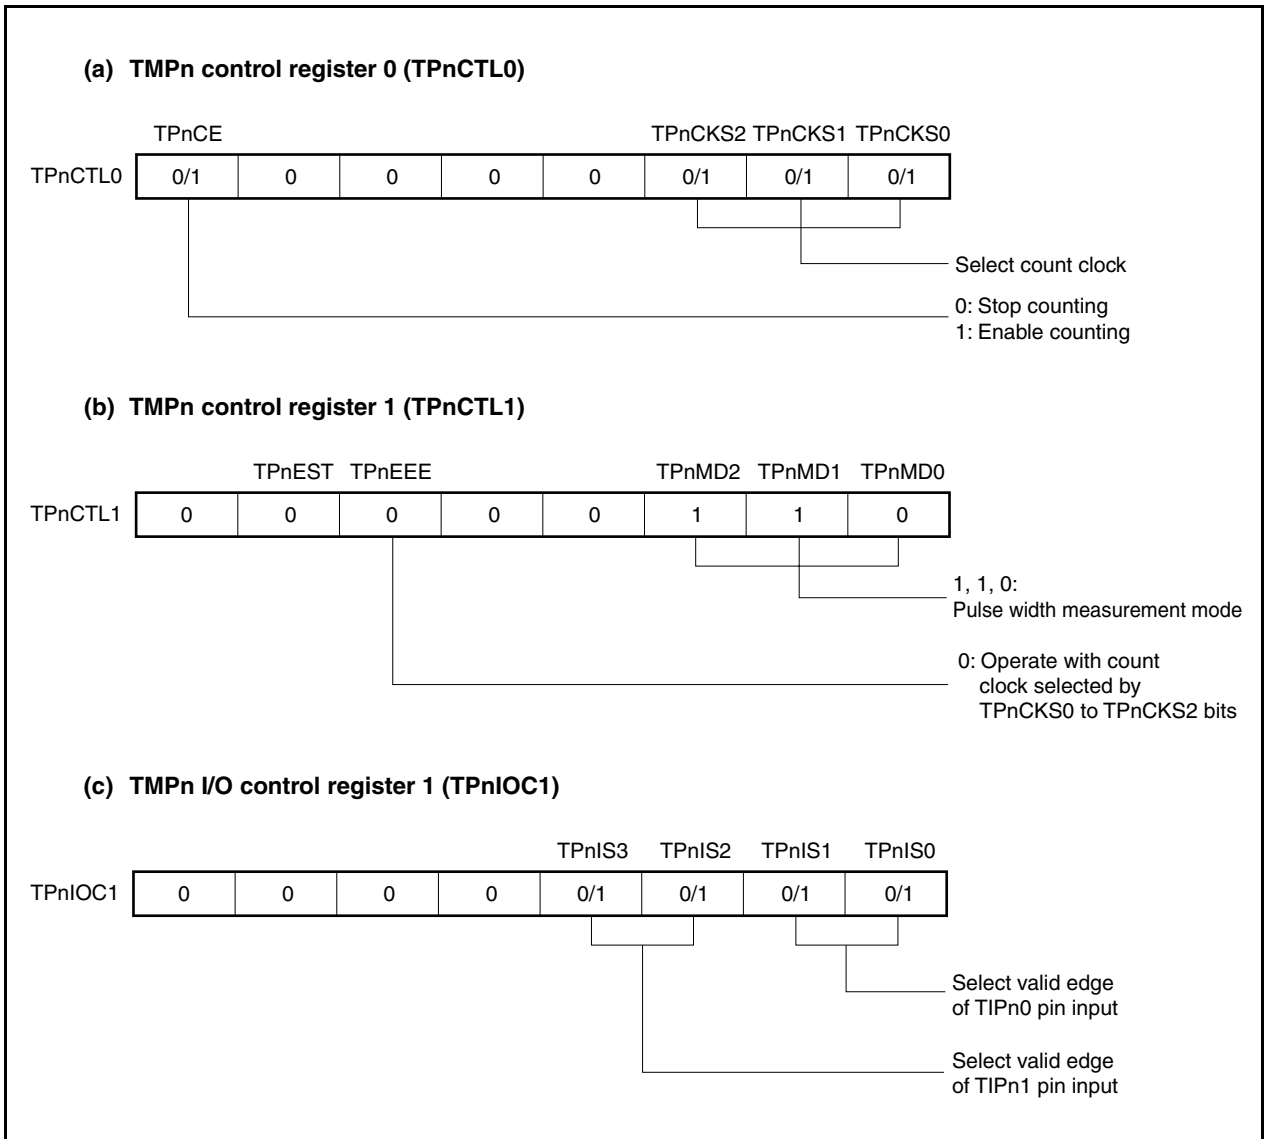 (a) TMPn control register 0 (TPnCTL0)
TPnCE TPnCKS2 TPnCKS1 TPnCKS0
TPnCTL0 0/1 0 0 0 0 0/1 0/1 0/1
Select count clock
0: Stop counting
1: Enable counting
(b) TMPn control register 1 (TPnCTL1)
TPnEST TPnEEE TPnMD2 TPnMD1 TPnMD0
TPnCTL1 0 0 0 0 0 1 1 0
1, 1, 0:
Pulse width measurement mode
0: Operate with count
clock selected by
TPnCKS0 to TPnCKS2 bits
(c) TMPn I/O control register 1 (TPnIOC1)
TPnIS3 TPnIS2 TPnIS1 TPnIS0
TPnIOC1 0 0 0 0 0/1 0/1 0/1 0/1
Select valid edge
of TIPn0 pin input
Select valid edge
of TIPn1 pin input